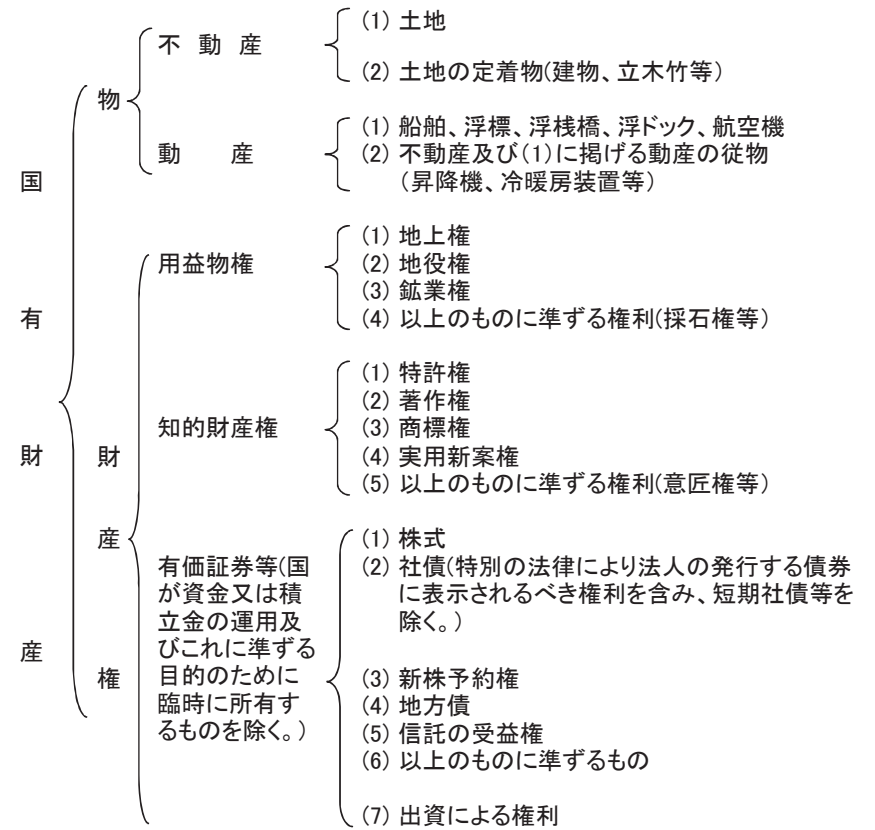 国有財産
物
不動産
(1) 土地
(2) 土地の定着物(建物、立木竹等)
動産
(1) 船舶、浮標、浮桟橋、浮ドック、航空機
(2) 不動産及び(1)に掲げる動産の従物
(昇降機、冷暖房装置等)
財産権
用益物権
(1) 地上権
(2) 地役権
(3) 鉱業権
(4) 以上のものに準ずる権利(採石権等)
知的財産権
(1) 特許権
(2) 著作権
(3) 商標権
(4) 実用新案権
(5) 以上のものに準ずる権利(意匠権等)
有価証券等(国
が資金又は積
立金の運用及
びこれに準ずる
目的のために
臨時に所有す
るものを除く。)
(1) 株式
(2) 社債(特別の法律により法人の発行する債券
に表示されるべき権利を含み、短期社債等を
除く。)
(3) 新株予約権
(4) 地方債
(5) 信託の受益権
(6) 以上のものに準ずるもの
(7) 出資による権利